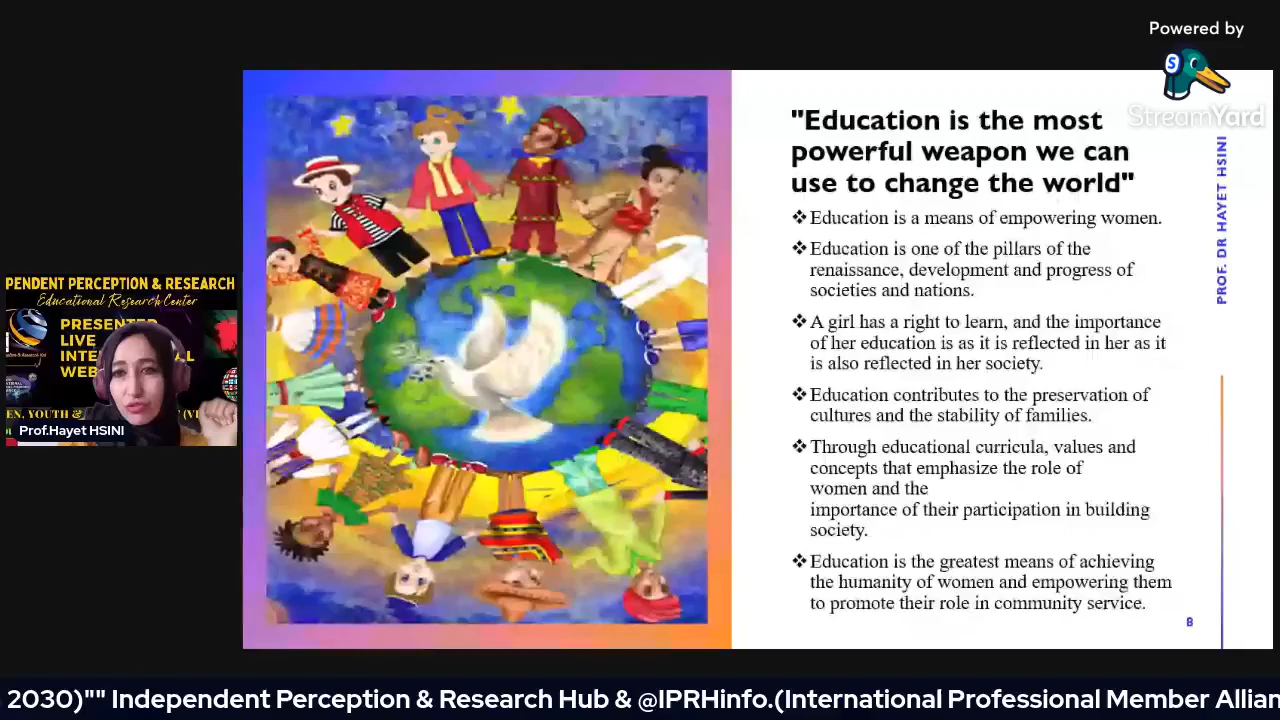 Powered by
StreamYard
"Education is the most
powerful weapon we can
use to change the world"
❖Education is a means of empowering women.
❖Education is one of the pillars of the
renaissance, development and progress of
societies and nations.
❖A girl has a right to learn, and the importance
of her education is as it is reflected in her as it
is also reflected in her society.
❖Education contributes to the preservation of
cultures and the stability of families.
❖Through educational curricula, values and
concepts that emphasize the role of
women and the
importance of their participation in building
society.
❖Education is the greatest means of achieving
the humanity of women and empowering them
to promote their role in community service.
8
PROF. DR HAYET HSINI
PENDENT PERCEPTION & RESEARCH
Educational Research Center
PRESENTED
LIVE
INTE
WEB
EN, YOUTH &
Prof.Hayet HSINI
2030)"" Independent Perception & Research Hub & @IPRHinfo.(International Professional Member Allian